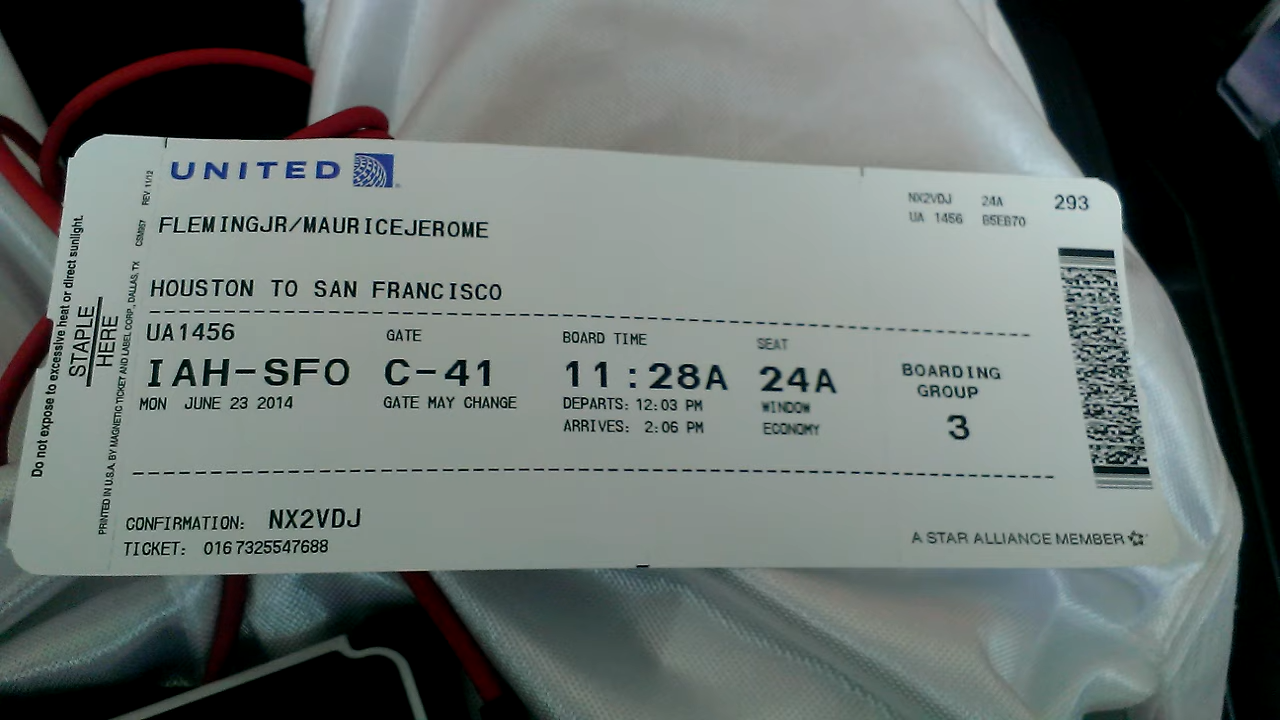 UNITED
NX2VDJ 24A 293
UA 1456 B5EB70
FLEMINGJR/MAURICEJEROME
HOUSTON TO SAN FRANCISCO
UA1456 GATE BOARD TIME SEAT
IAH-SFO C-41 11:28A 24A
MON JUNE 23 2014 GATE MAY CHANGE DEPARTS: 12:03 PM WINDOW
ARRIVES: 2:06 PM ECONOMY
BOARDING
GROUP
3
CONFIRMATION: NX2VDJ
TICKET: 016 7325547688
A STAR ALLIANCE MEMBER
Do not expose to excessive heat or direct sunlight.
STAPLE
HERE
PRINTED IN U.S.A. BY MAGNETIC TICKET AND LABEL CORP., DALLAS, TX REV 11/12